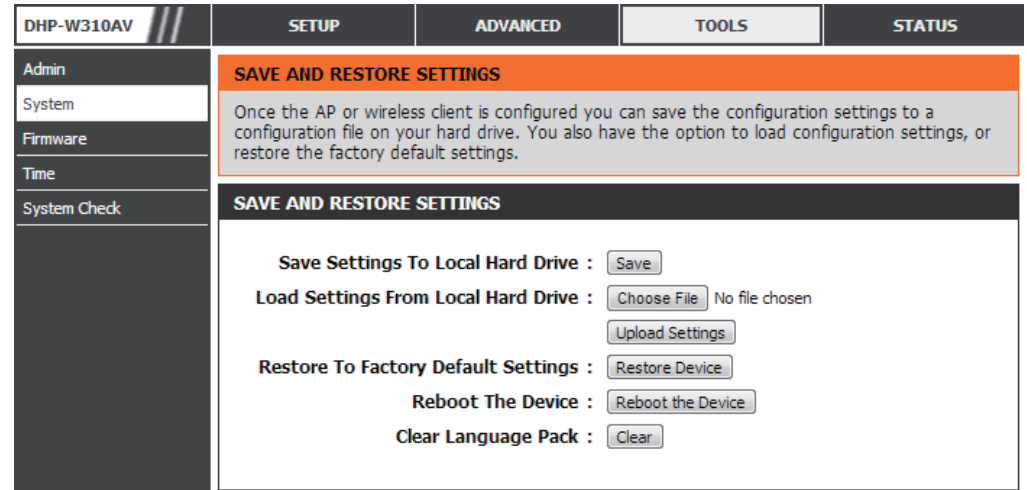 DHP-W310AV
SETUP
ADVANCED
TOOLS
STATUS
Admin
System
Firmware
Time
System Check
SAVE AND RESTORE SETTINGS
Once the AP or wireless client is configured you can save the configuration settings to a
configuration file on your hard drive. You also have the option to load configuration settings, or
restore the factory default settings.
SAVE AND RESTORE SETTINGS
Save Settings To Local Hard Drive : Save
Load Settings From Local Hard Drive : Choose File No file chosen
Upload Settings
Restore To Factory Default Settings : Restore Device
Reboot The Device : Reboot the Device
Clear Language Pack : Clear